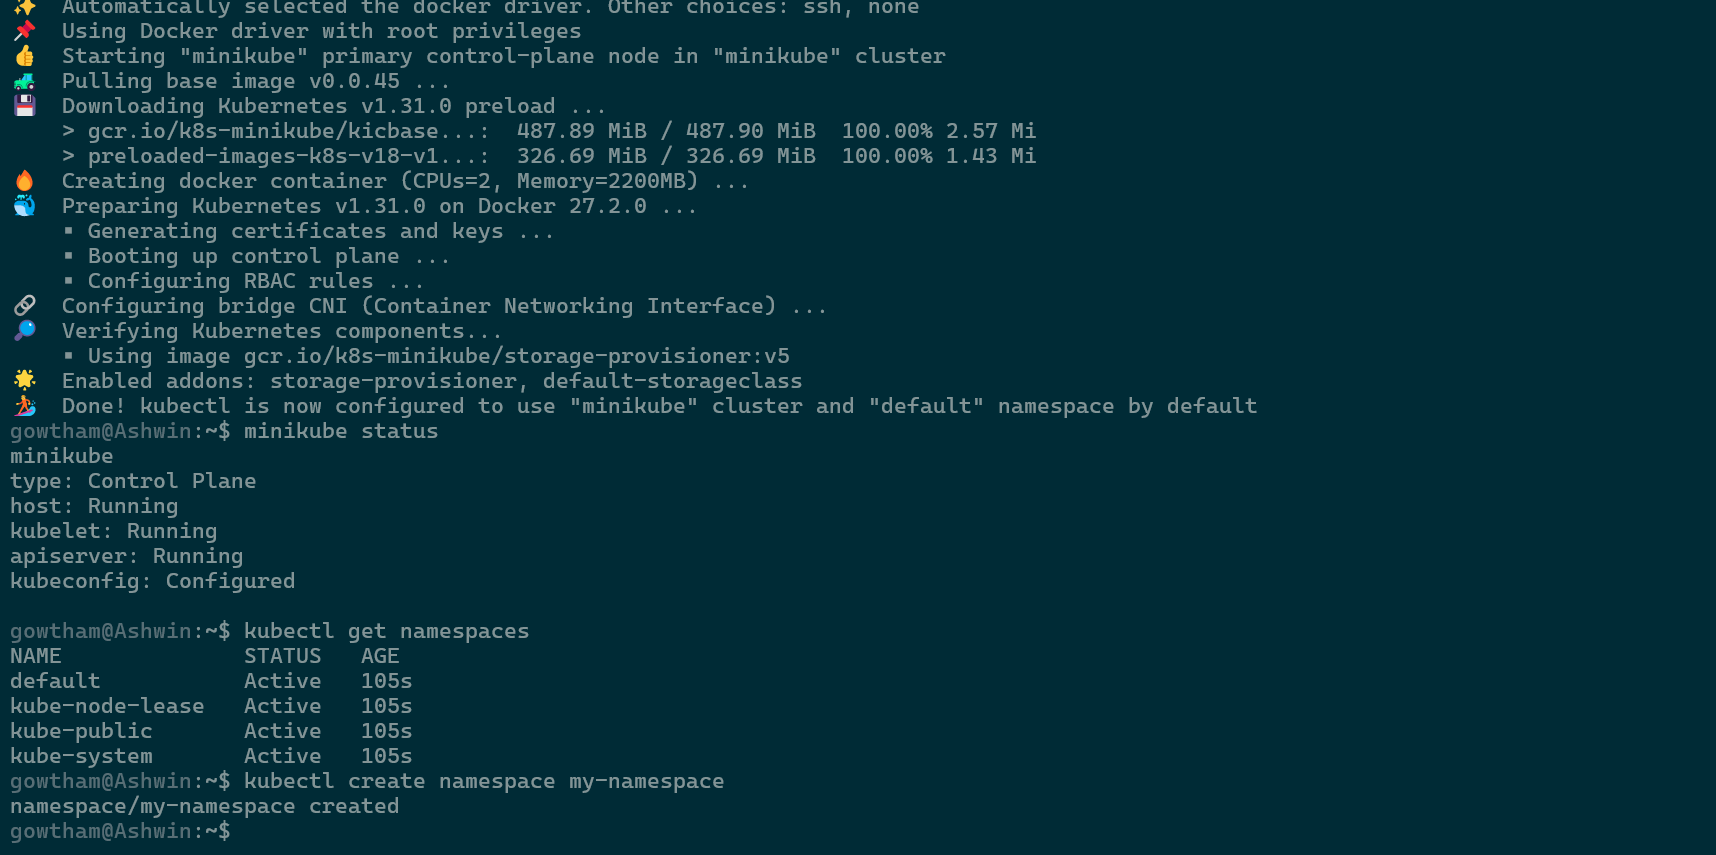 Automatically selected the docker driver. Other choices: ssh, none
Using Docker driver with root privileges
Starting "minikube" primary control-plane node in "minikube" cluster
Pulling base image v0.0.45 ...
Downloading Kubernetes v1.31.0 preload ...
> gcr.io/k8s-minikube/kicbase...:  487.89 MiB / 487.90 MiB  100.00% 2.57 Mi
> preloaded-images-k8s-v18-v1...:  326.69 MiB / 326.69 MiB  100.00% 1.43 Mi
Creating docker container (CPUs=2, Memory=2200MB) ...
Preparing Kubernetes v1.31.0 on Docker 27.2.0 ...
▪ Generating certificates and keys ...
▪ Booting up control plane ...
▪ Configuring RBAC rules ...
Configuring bridge CNI (Container Networking Interface) ...
Verifying Kubernetes components...
▪ Using image gcr.io/k8s-minikube/storage-provisioner:v5
Enabled addons: storage-provisioner, default-storageclass
Done! kubectl is now configured to use "minikube" cluster and "default" namespace by default
gowtham@Ashwin:~$ minikube status
minikube
type: Control Plane
host: Running
kubelet: Running
apiserver: Running
kubeconfig: Configured
gowtham@Ashwin:~$ kubectl get namespaces
NAME              STATUS   AGE
default           Active   105s
kube-node-lease   Active   105s
kube-public       Active   105s
kube-system       Active   105s
gowtham@Ashwin:~$ kubectl create namespace my-namespace
namespace/my-namespace created
gowtham@Ashwin:~$